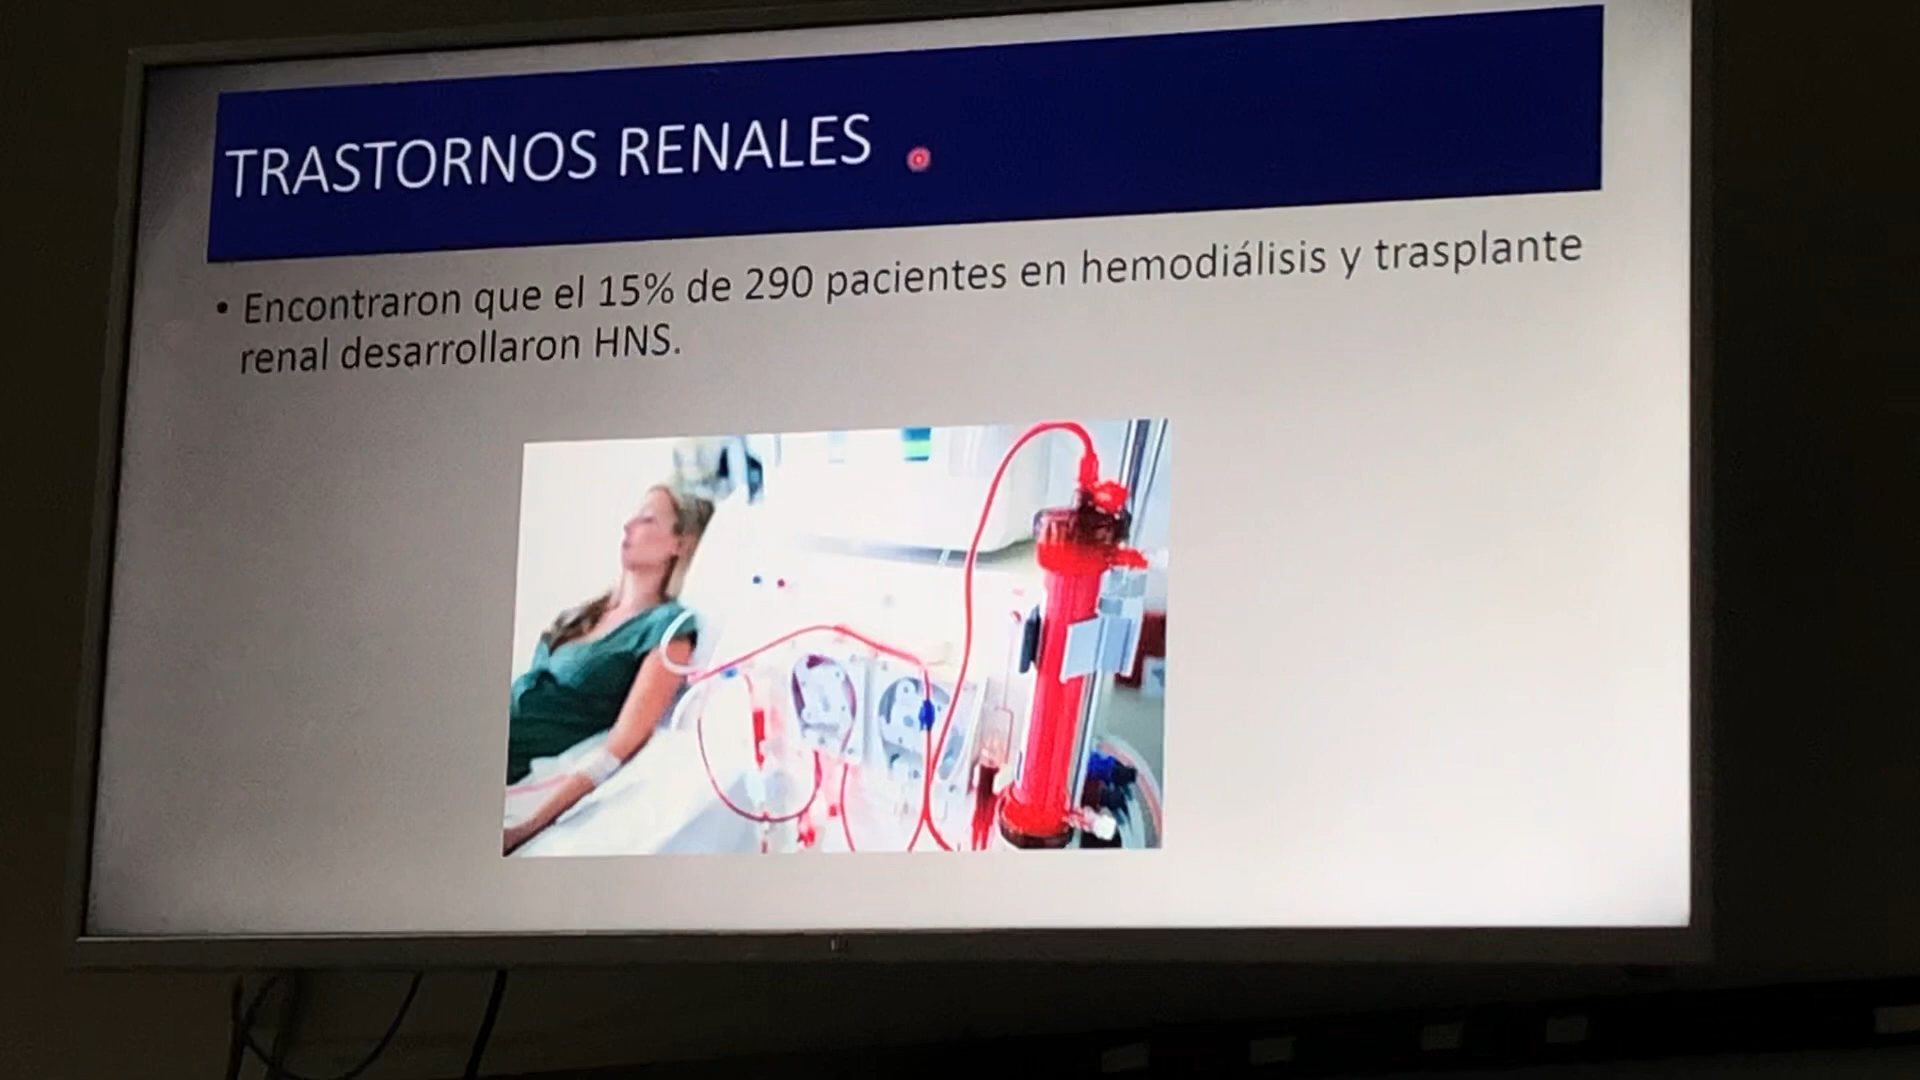 TRASTORNOS RENALES
• Encontraron que el 15% de 290 pacientes en hemodiálisis y trasplante
renal desarrollaron HNS.